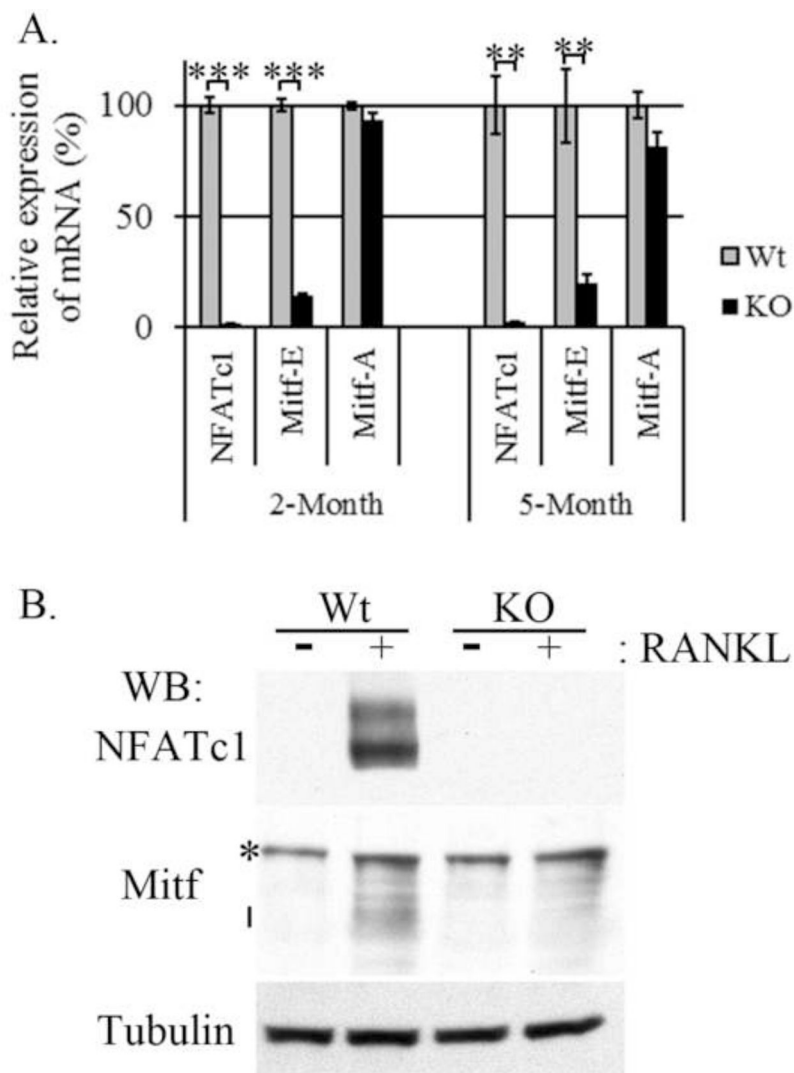 A.
Relative expression
of mRNA (%)
100
50
0
*** ***
** **
NFATc1
Mitf-E
Mitf-A
NFATc1
Mitf-E
Mitf-A
2-Month
5-Month
Wt
KO
B.
Wt KO
- + - + : RANKL
WB:
NFATc1
*
Mitf
Tubulin